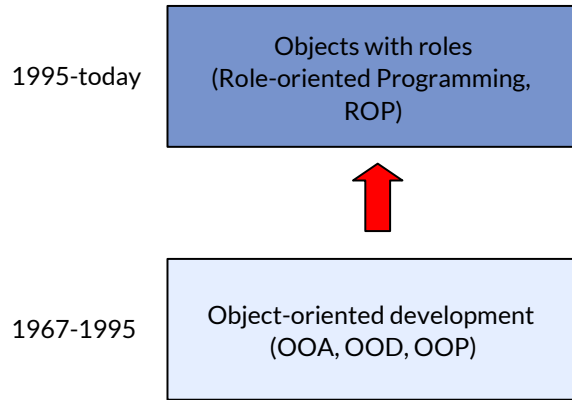 1995-today
Objects with roles
(Role-oriented Programming,
ROP)
1967-1995
Object-oriented development
(OOA, OOD, OOP)